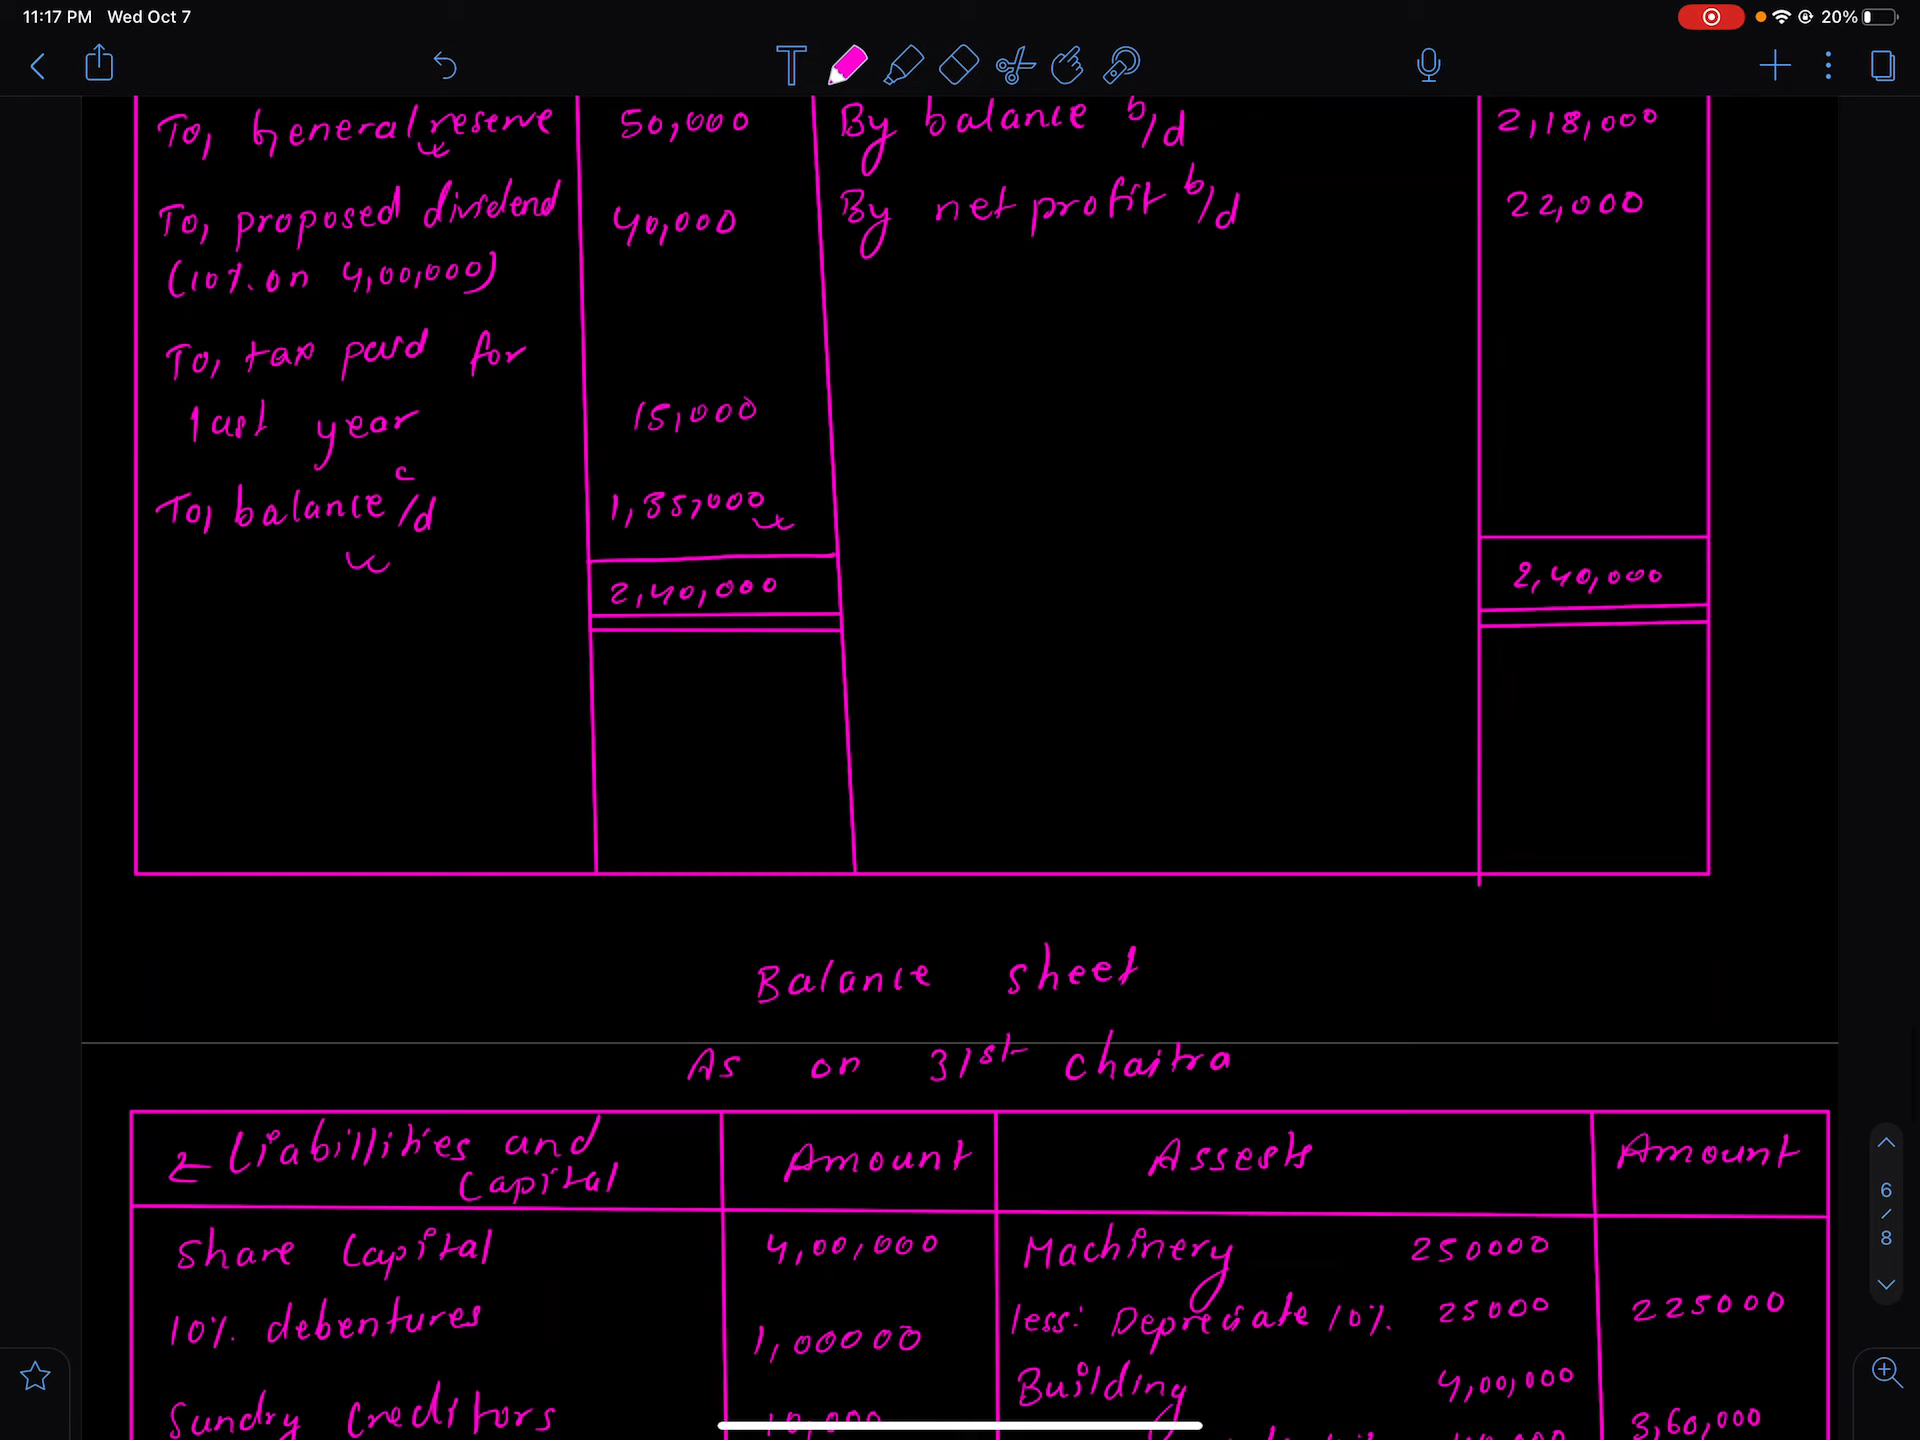 11:17 PM Wed Oct 7
20%
To, General reserve 50,000 By balance b/d 2,18,000
To, proposed dividend 40,000 By net profit b/d 22,000
(10% on 4,00,000)
To, tax paid for
last year 15,000
To, balance c/d 1,35,000
2,40,000 2,40,000
Balance sheet
As on 31st chaitra
Liabillities and Capital Amount Assests Amount
Share Capital 4,00,000 Machinery 250000
10% debentures 1,00000 less: Depreciate 10% 25000 225000
Sundry Creditors 10,000 Building 4,00,000
3,60,000
6
/
8